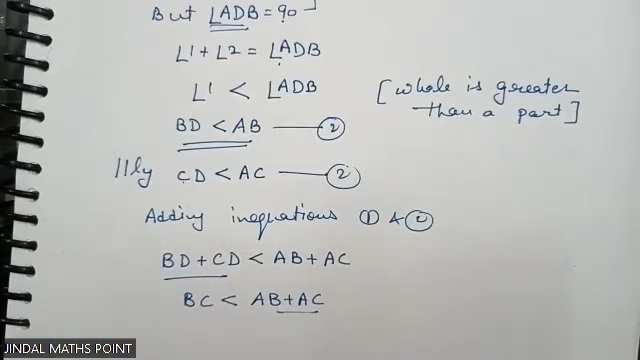 But ∠ADB = 90
∠1 + ∠2 = ∠ADB
∠1 < ∠ADB [whole is greater than a part]
BD < AB —— ②
||ly CD < AC —— ②
Adding inequations ① & ②
BD + CD < AB + AC
BC < AB + AC
JINDAL MATHS POINT